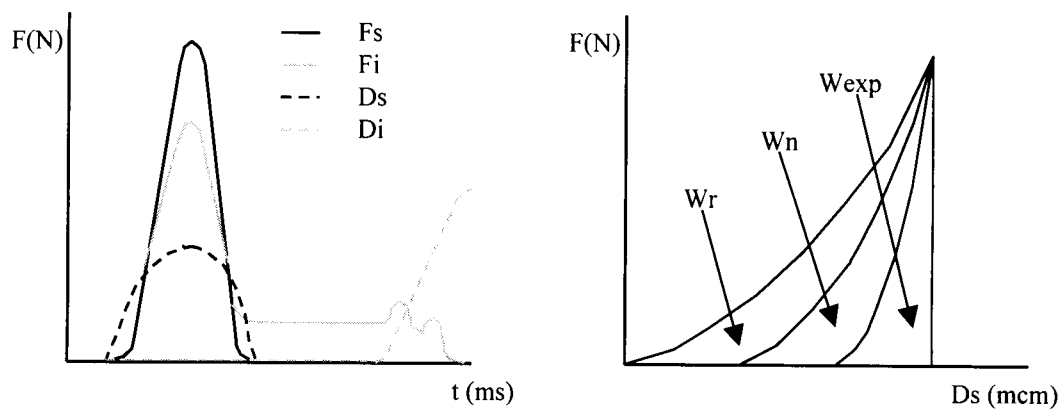 F(N)
Fs
Fi
Ds
Di
t (ms)
F(N)
Wexp
Wn
Wr
Ds (mcm)